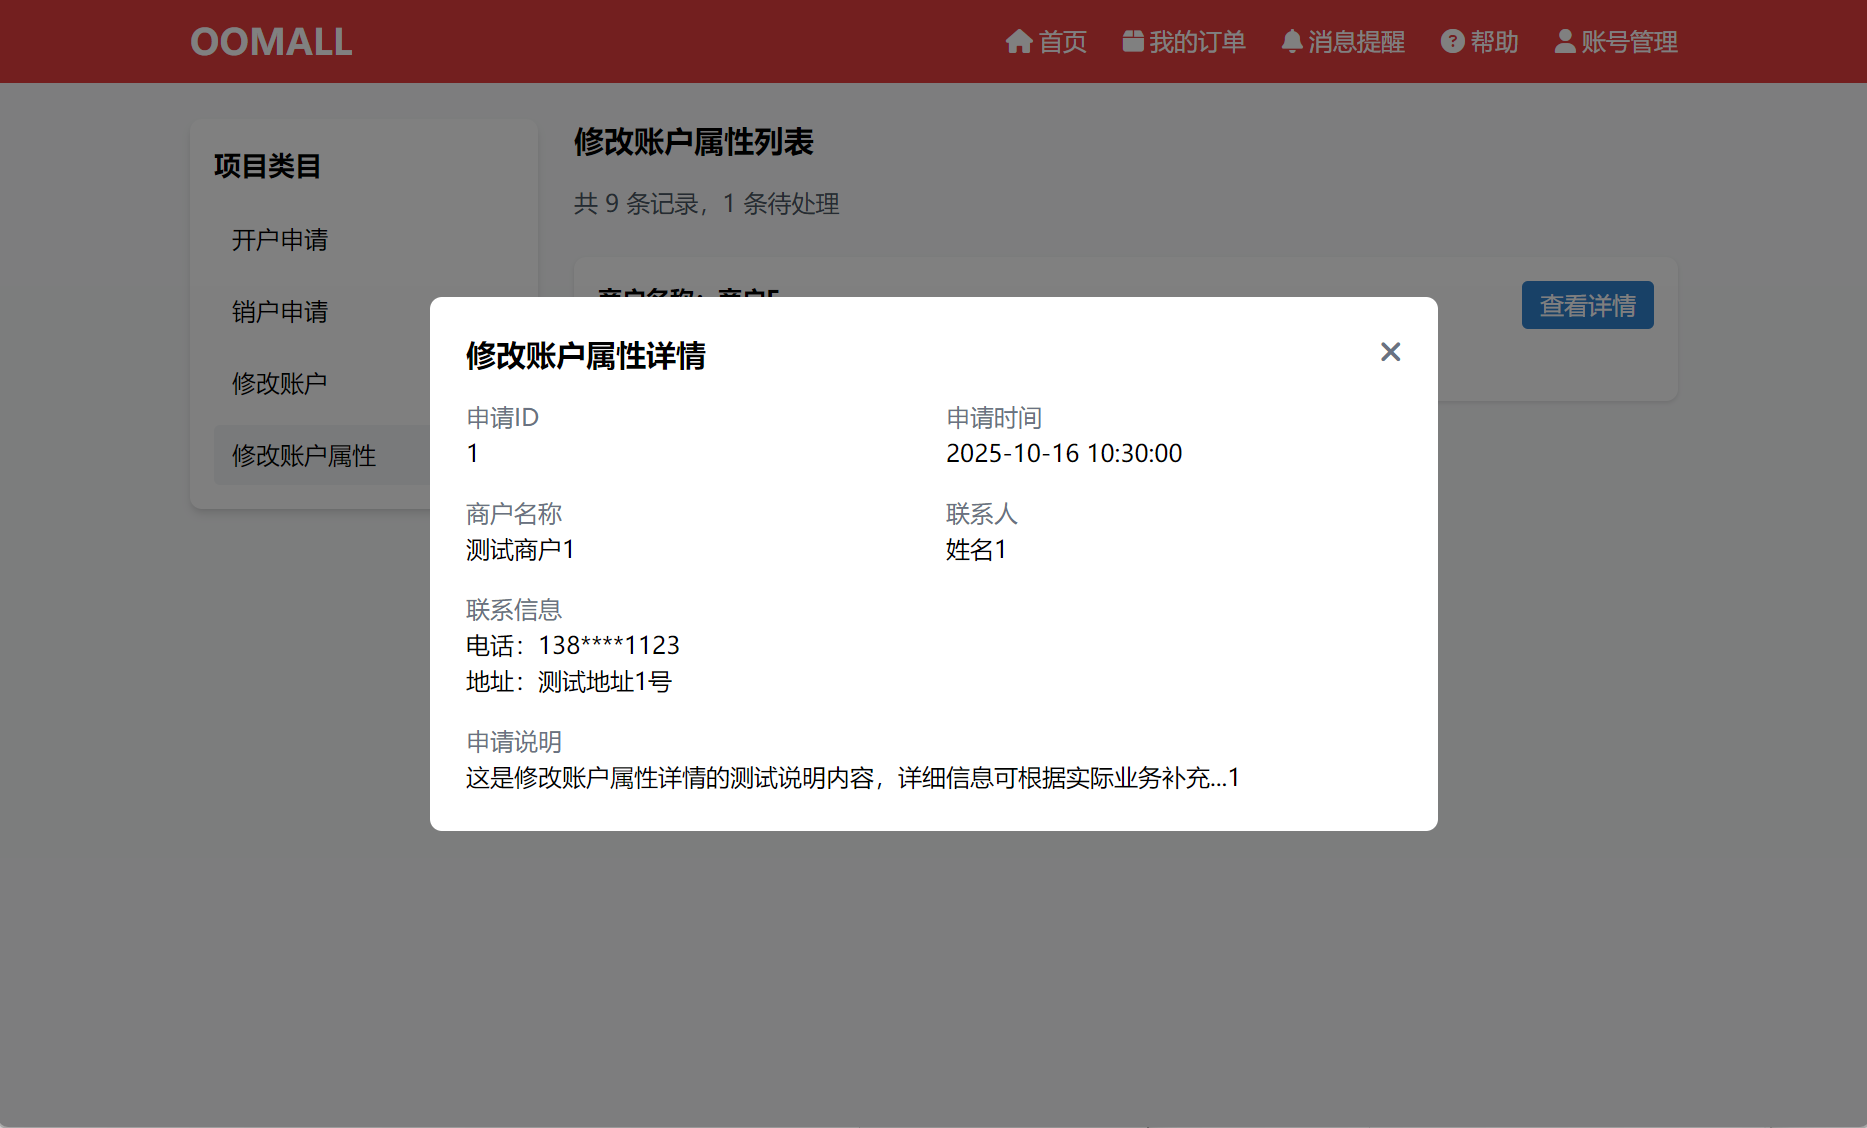 OOMALL
首页 我的订单 消息提醒 帮助 账号管理
项目类目
开户申请
销户申请
修改账户
修改账户属性
修改账户属性列表
共 9 条记录，1 条待处理
查看详情
修改账户属性详情
申请ID
1
申请时间
2025-10-16 10:30:00
商户名称
测试商户1
联系人
姓名1
联系信息
电话：138****1123
地址：测试地址1号
申请说明
这是修改账户属性详情的测试说明内容，详细信息可根据实际业务补充...1